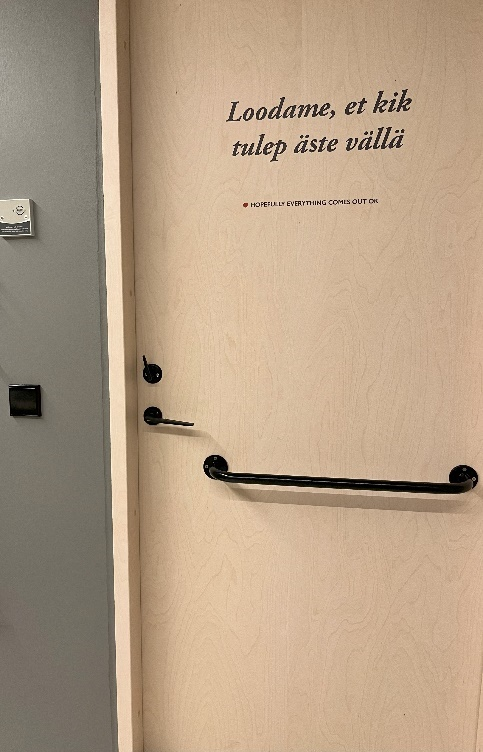 Loodame, et kik
tulep äste vällä
HOPEFULLY EVERYTHING COMES OUT OK